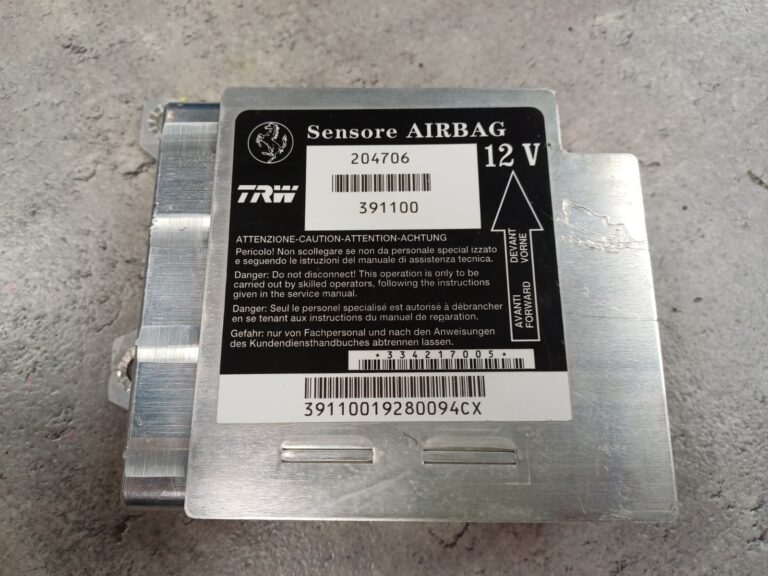 Sensore AIRBAG
204706
12 V
TRW
391100
ATTENZIONE-CAUTION-ATTENTION-ACHTUNG
Pericolo! Non scollegare se non da personale special izzato
e seguendo le istruzioni del manuale di assistenza tecnica.
Danger: Do not disconnect! This operation is only to be
carried out by skilled operators, following the instructions
given in the service manual.
Danger: Seul le personel specialisé est autorisé à débrancher
en se tenant aux instructions du manuel de reparation.
Gefahr: nur von Fachpersonal und nach den Anweisungen
des Kundendiensthandbuches abtrennen lassen.
AVANTI DEVANT
FORWARD VORNE
*334217005*
39110019280094CX